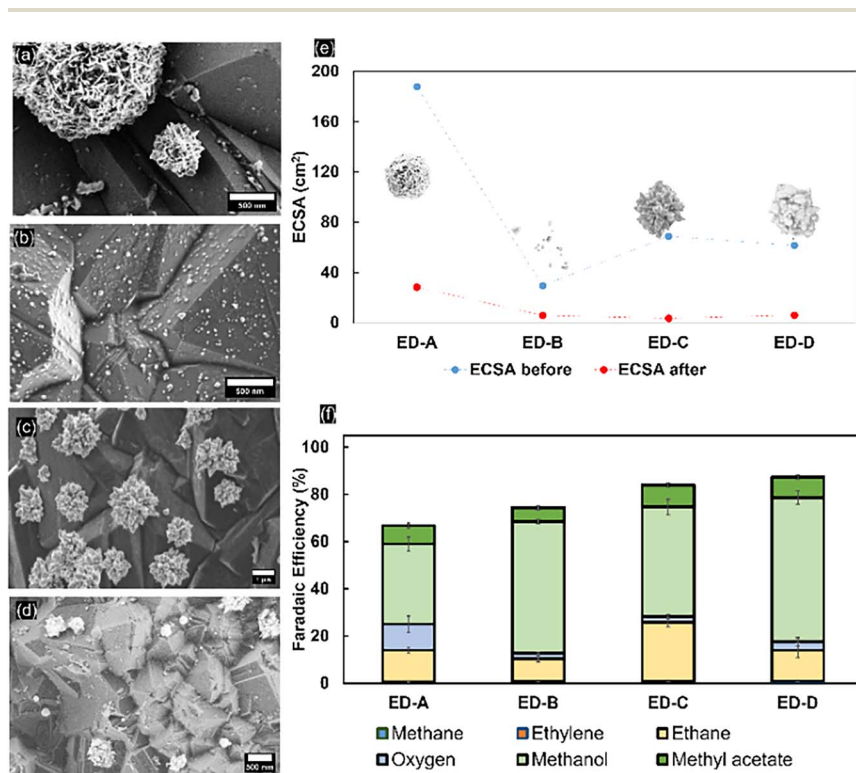 (a)
500 nm
(b)
500 nm
(c)
1 µm
(d)
500 nm
(e)
ECSA (cm²)
200
160
120
80
40
0
ED-A ED-B ED-C ED-D
ECSA before ECSA after
(f)
Faradaic Efficiency (%)
100
80
60
40
20
0
ED-A ED-B ED-C ED-D
Methane Ethylene Ethane
Oxygen Methanol Methyl acetate